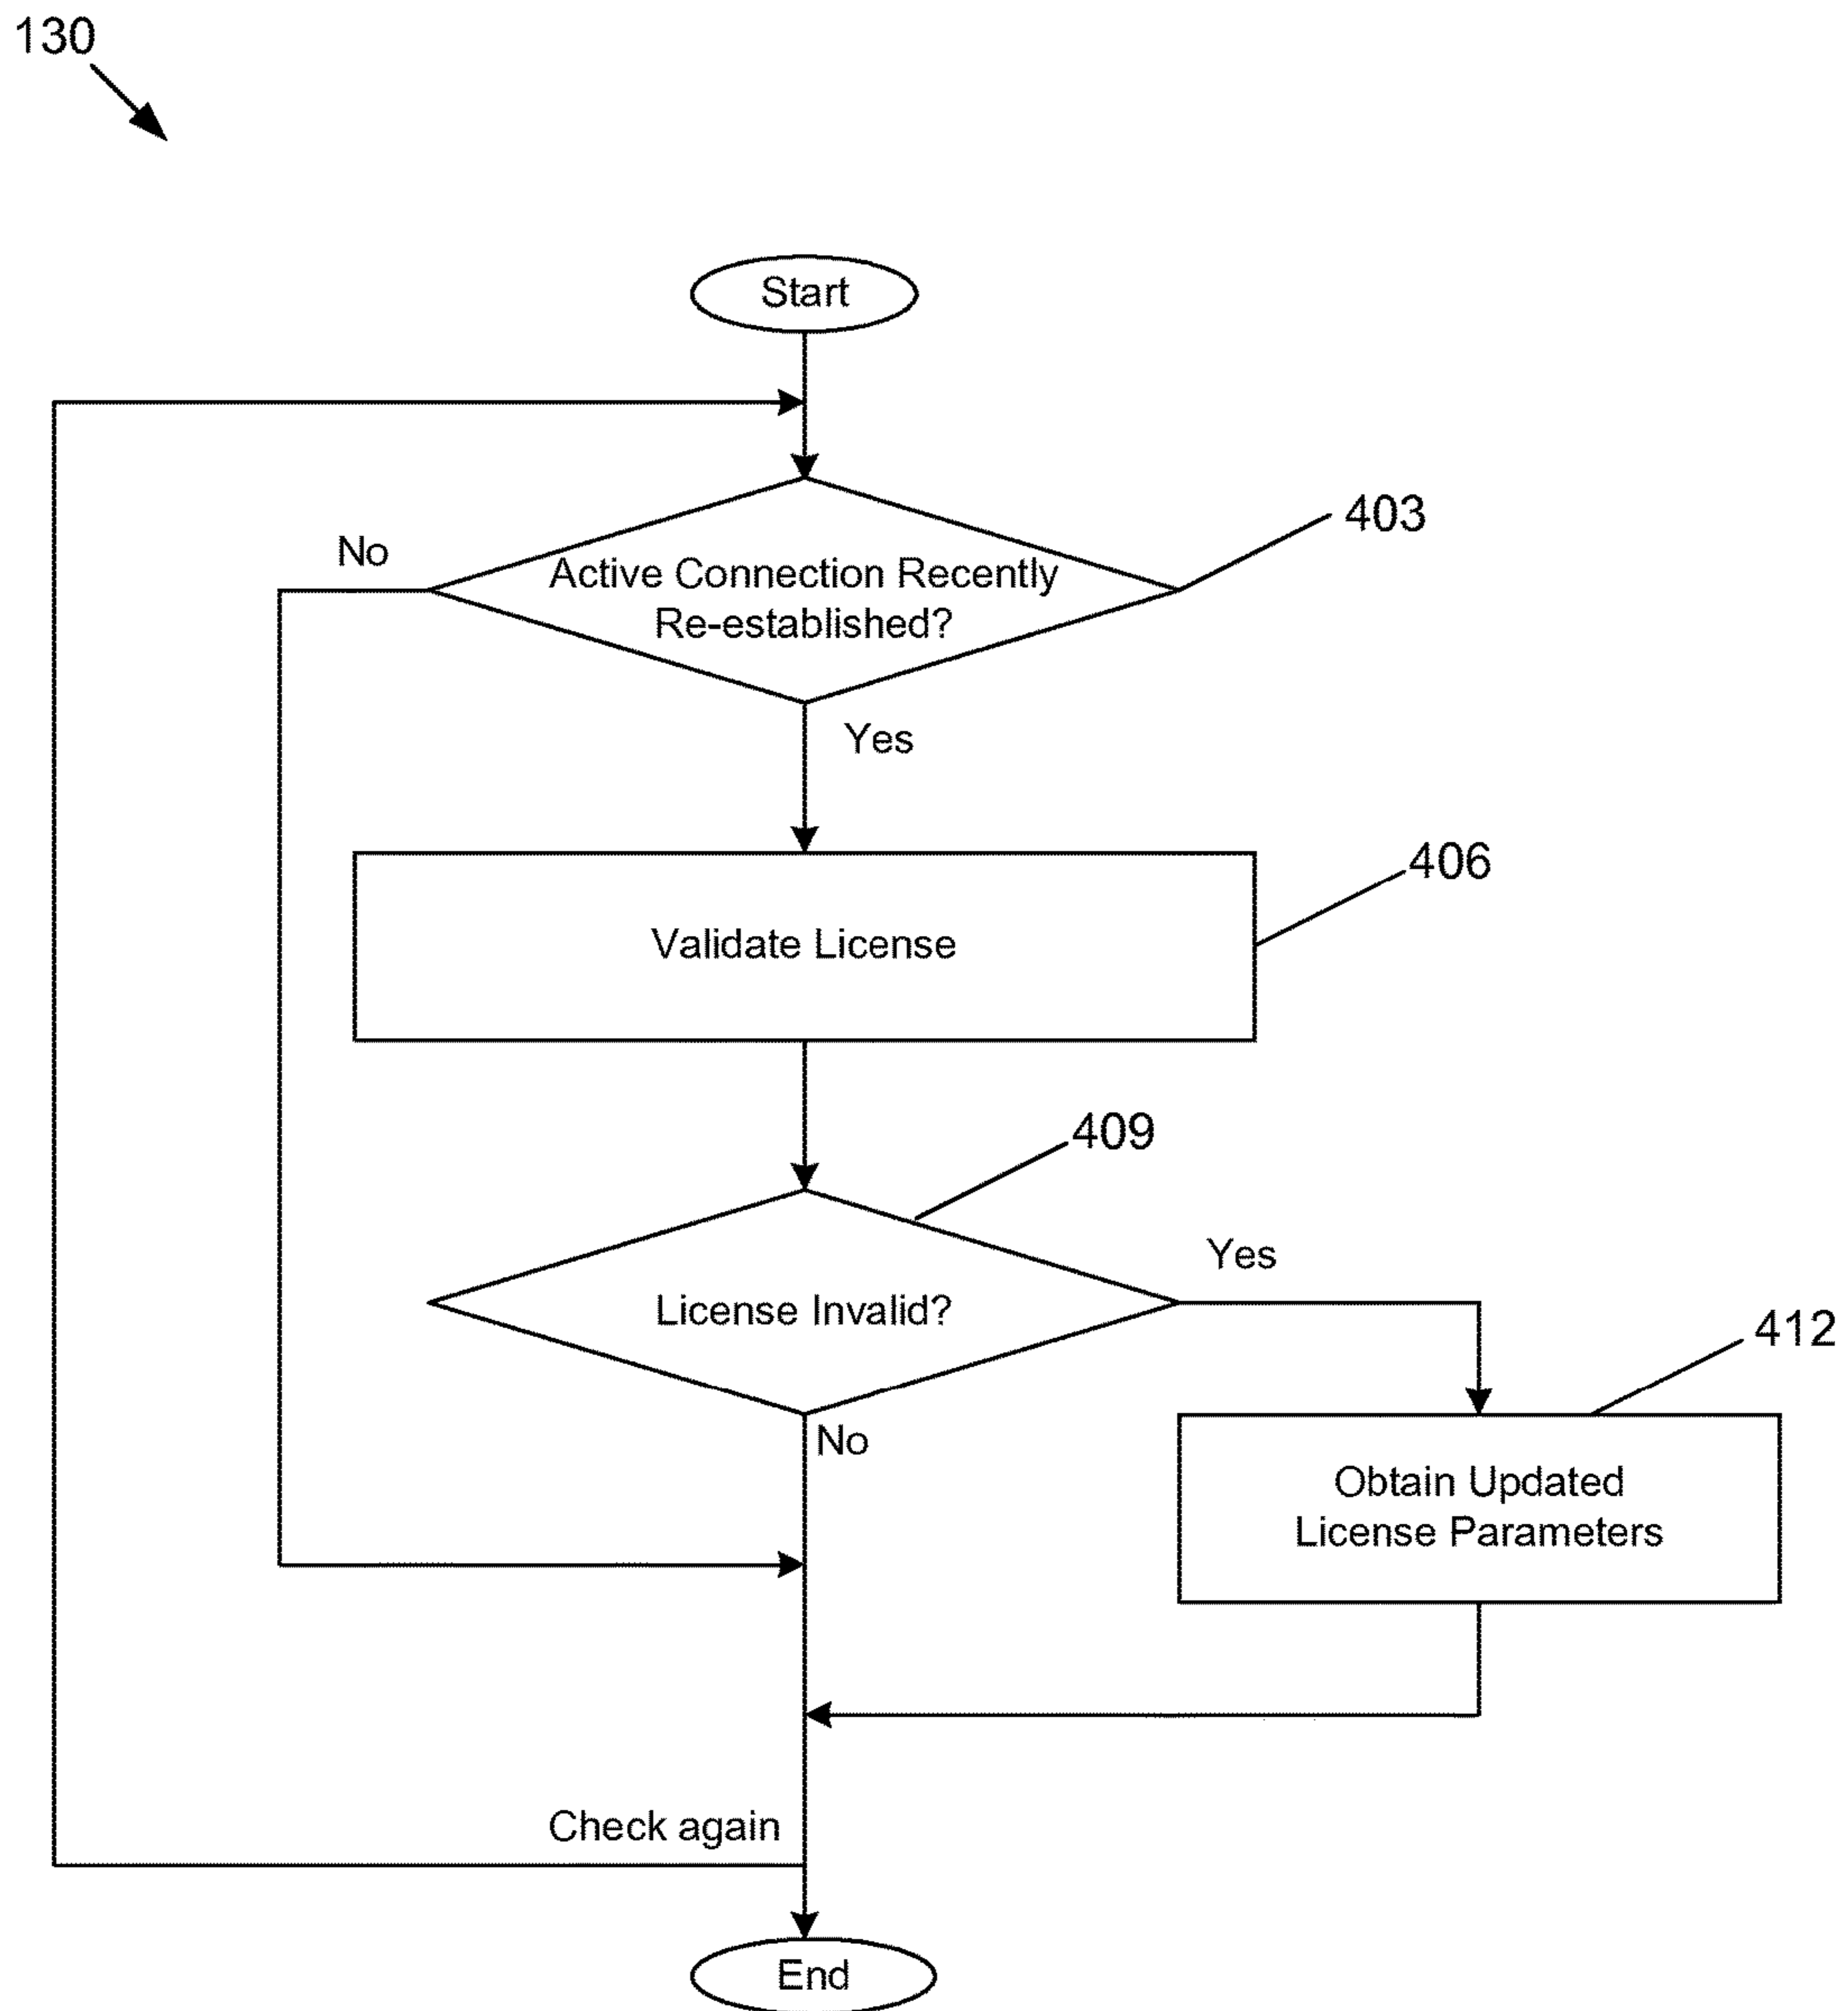 130
Start
403
No
Active Connection Recently
Re-established?
Yes
406
Validate License
409
Yes
License Invalid?
412
No
Obtain Updated
License Parameters
Check again
End